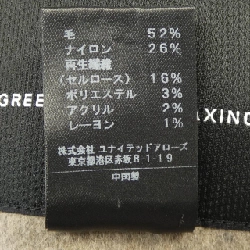 毛 52%
ナイロン 26%
再生繊維
(セルロース) 16%
ポリエステル 3%
アクリル 2%
レーヨン 1%
株式会社 ユナイテッドアローズ
東京都港区赤坂8-1-19
中国製
GREE
AXING